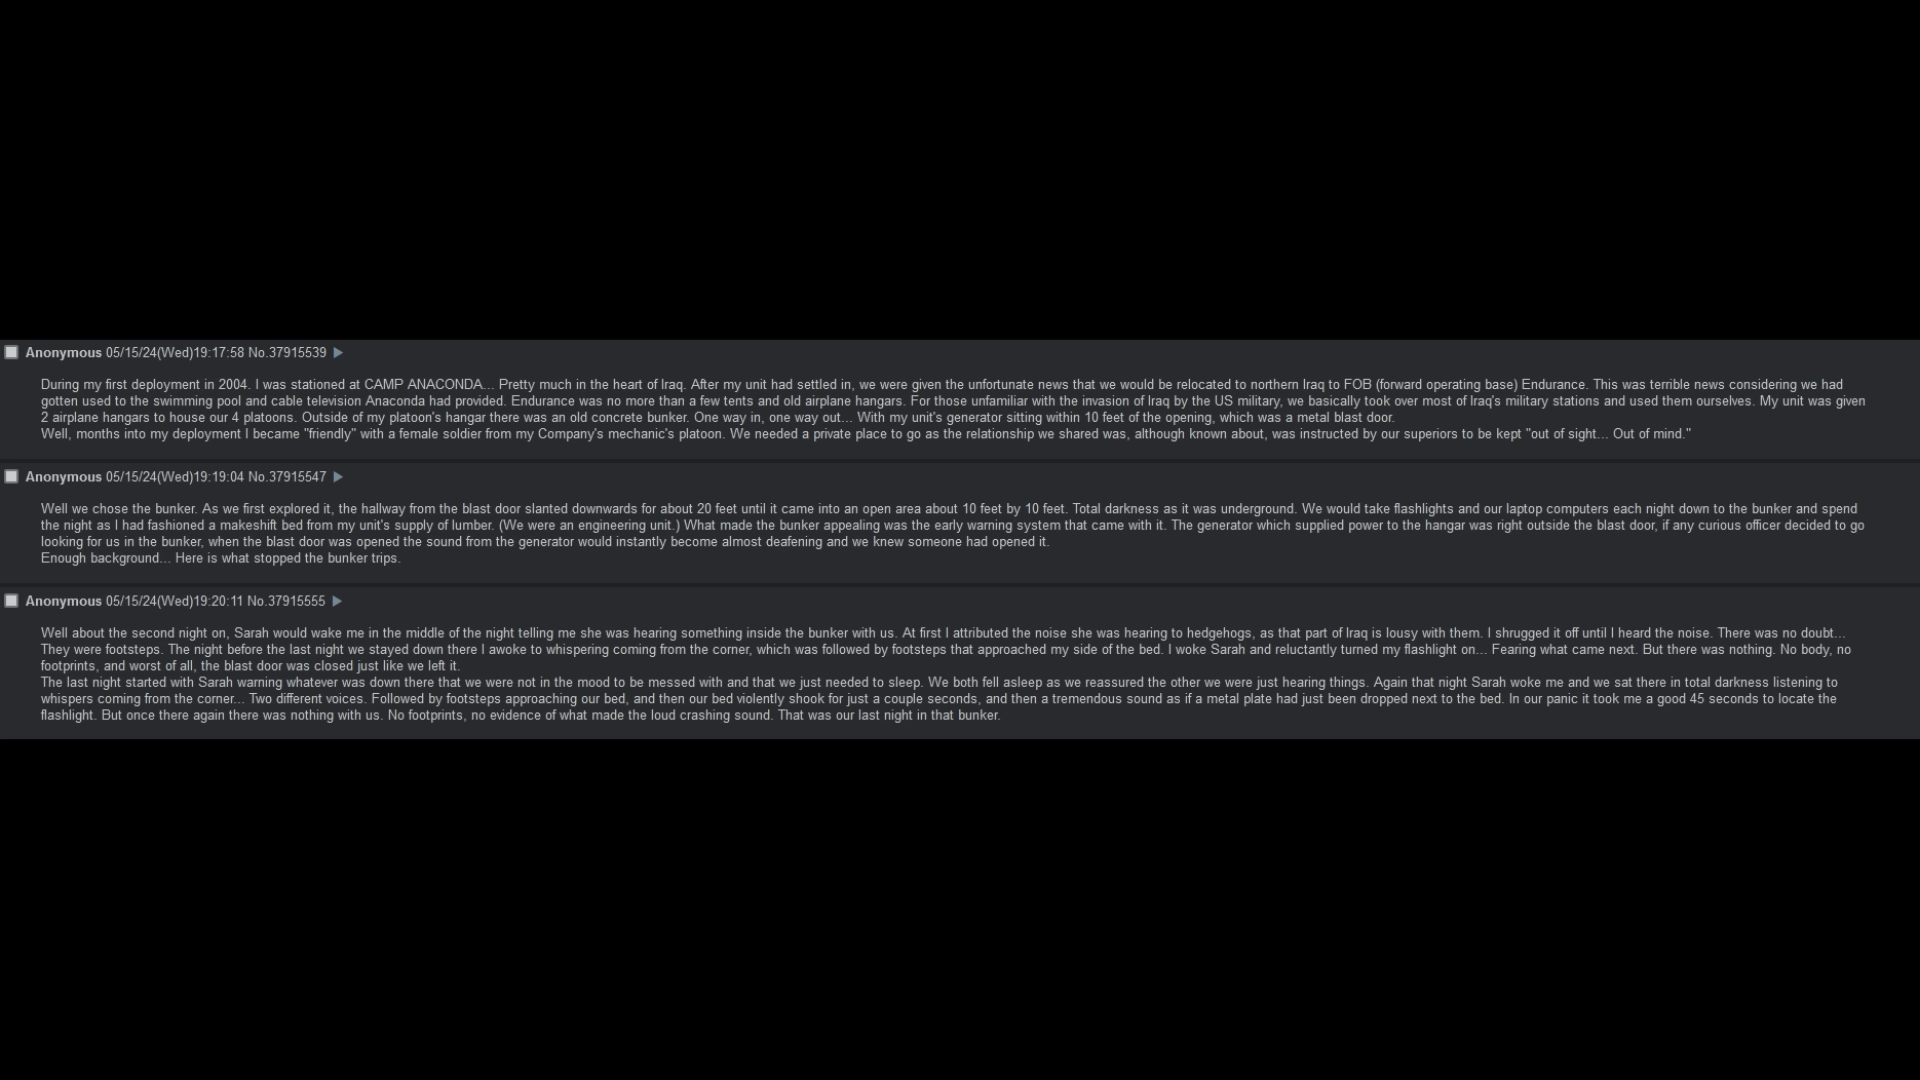 Anonymous 05/15/24(Wed)19:17:58 No.37915539
During my first deployment in 2004. I was stationed at CAMP ANACONDA... Pretty much in the heart of Iraq. After my unit had settled in, we were given the unfortunate news that we would be relocated to northern Iraq to FOB (forward operating base) Endurance. This was terrible news considering we had
gotten used to the swimming pool and cable television Anaconda had provided. Endurance was no more than a few tents and old airplane hangars. For those unfamiliar with the invasion of Iraq by the US military, we basically took over most of Iraq's military stations and used them ourselves. My unit was given
2 airplane hangars to house our 4 platoons. Outside of my platoon's hangar there was an old concrete bunker. One way in, one way out... With my unit's generator sitting within 10 feet of the opening, which was a metal blast door.
Well, months into my deployment I became "friendly" with a female soldier from my Company's mechanic's platoon. We needed a private place to go as the relationship we shared was, although known about, was instructed by our superiors to be kept "out of sight... Out of mind."
Anonymous 05/15/24(Wed)19:19:04 No.37915547
Well we chose the bunker. As we first explored it, the hallway from the blast door slanted downwards for about 20 feet until it came into an open area about 10 feet by 10 feet. Total darkness as it was underground. We would take flashlights and our laptop computers each night down to the bunker and spend
the night as I had fashioned a makeshift bed from my unit's supply of lumber. (We were an engineering unit.) What made the bunker appealing was the early warning system that came with it. The generator which supplied power to the hangar was right outside the blast door, if any curious officer decided to go
looking for us in the bunker, when the blast door was opened the sound from the generator would instantly become almost deafening and we knew someone had opened it.
Enough background... Here is what stopped the bunker trips.
Anonymous 05/15/24(Wed)19:20:11 No.37915555
Well about the second night on, Sarah would wake me in the middle of the night telling me she was hearing something inside the bunker with us. At first I attributed the noise she was hearing to hedgehogs, as that part of Iraq is lousy with them. I shrugged it off until I heard the noise. There was no doubt...
They were footsteps. The night before the last night we stayed down there I awoke to whispering coming from the corner, which was followed by footsteps that approached my side of the bed. I woke Sarah and reluctantly turned my flashlight on... Fearing what came next. But there was nothing. No body, no
footprints, and worst of all, the blast door was closed just like we left it.
The last night started with Sarah warning whatever was down there that we were not in the mood to be messed with and that we just needed to sleep. We both fell asleep as we reassured the other we were just hearing things. Again that night Sarah woke me and we sat there in total darkness listening to
whispers coming from the corner... Two different voices. Followed by footsteps approaching our bed, and then our bed violently shook for just a couple seconds, and then a tremendous sound as if a metal plate had just been dropped next to the bed. In our panic it took me a good 45 seconds to locate the
flashlight. But once there again there was nothing with us. No footprints, no evidence of what made the loud crashing sound. That was our last night in that bunker.